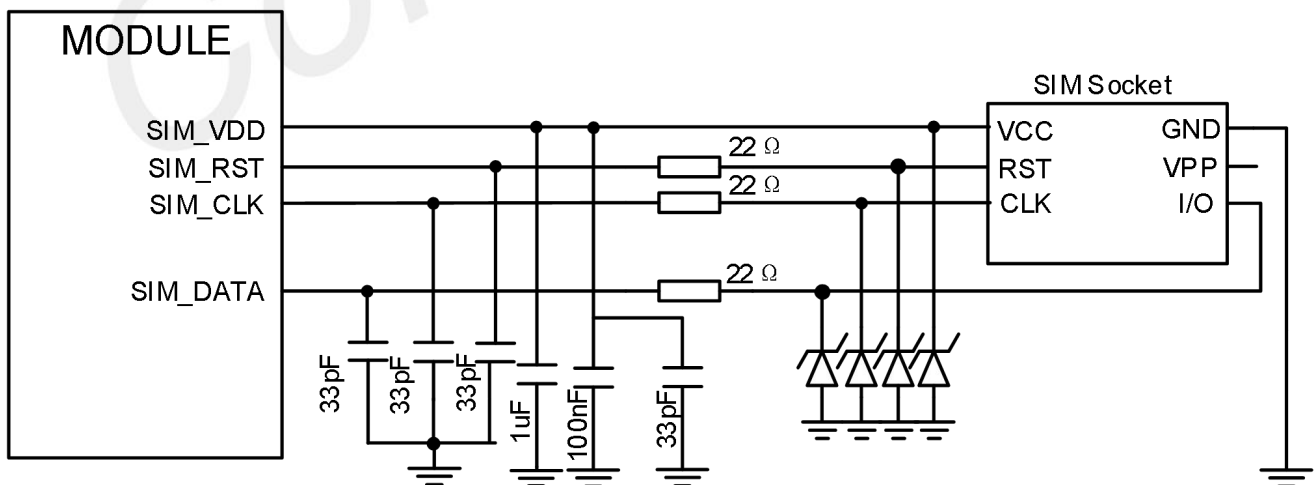 MODULE
SIM Socket
SIM_VDD
VCC
GND
22 Ω
SIM_RST
RST
VPP
22 Ω
SIM_CLK
CLK
I/O
SIM_DATA
22 Ω
33pF
33pF
33pF
1uF
100nF
33pF